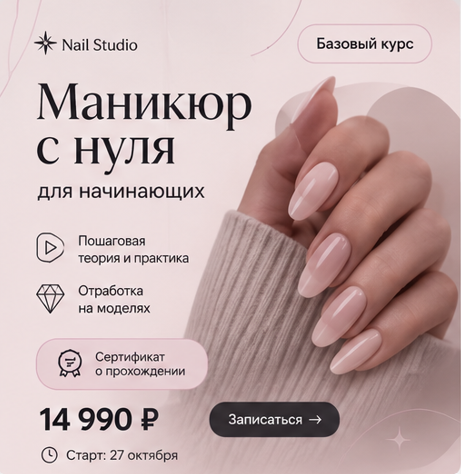 Nail Studio
Базовый курс
Маникюр
с нуля
для начинающих
Пошаговая
теория и практика
Отработка
на моделях
Сертификат
о прохождении
14 990 ₽
Записаться →
Старт: 27 октября